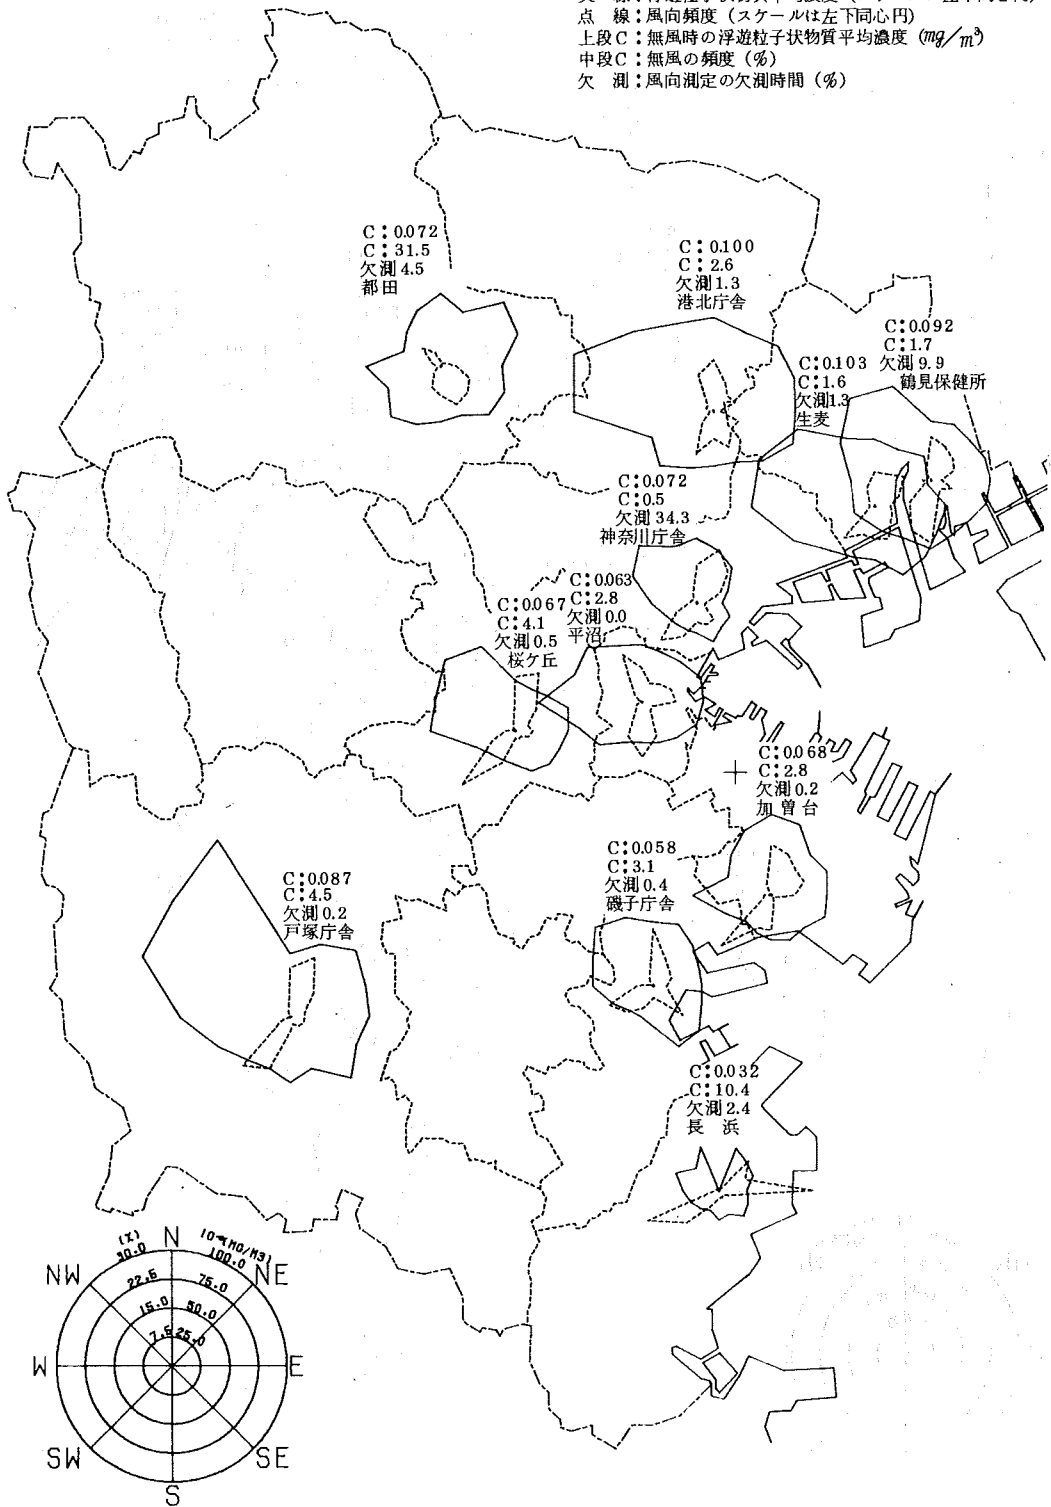 点 線：風向頻度（スケールは左下同心円）
上段C：無風時の浮遊粒子状物質平均濃度（mg/m³）
中段C：無風の頻度（%）
欠 測：風向測定の欠測時間（%）
C：0.072
C：31.5
欠測 4.5
都田
C：0.100
C：2.6
欠測 1.3
港北庁舎
C：0.092
C：1.7
欠測 9.9
鶴見保健所
C：0.103
C：1.6
欠測 1.3
生麦
C：0.072
C：0.5
欠測 34.3
神奈川庁舎
C：0.063
C：2.8
欠測 0.0
平沼
C：0.067
C：4.1
欠測 0.5
桜ケ丘
C：0.068
C：2.8
欠測 0.2
加曽台
C：0.058
C：3.1
欠測 0.4
磯子庁舎
C：0.087
C：4.5
欠測 0.2
戸塚庁舎
C：0.032
C：10.4
欠測 2.4
長 浜
N
NE
E
SE
S
SW
W
NW
(%)
30.0
22.5
15.0
7.5
(MG/M3)
100.0
75.0
50.0
25.0